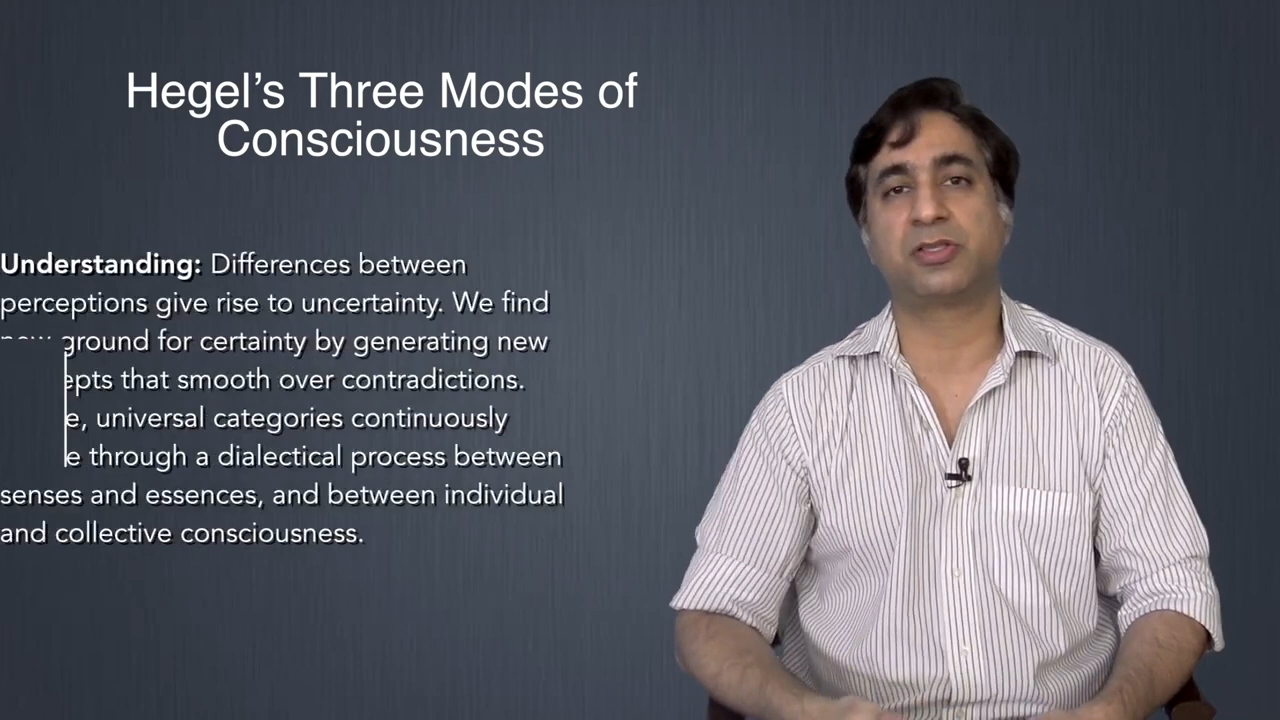 Hegel's Three Modes of
Consciousness
Understanding: Differences between
perceptions give rise to uncertainty. We find
ground for certainty by generating new
that smooth over contradictions.
universal categories continuously
through a dialectical process between
senses and essences, and between individual
and collective consciousness.